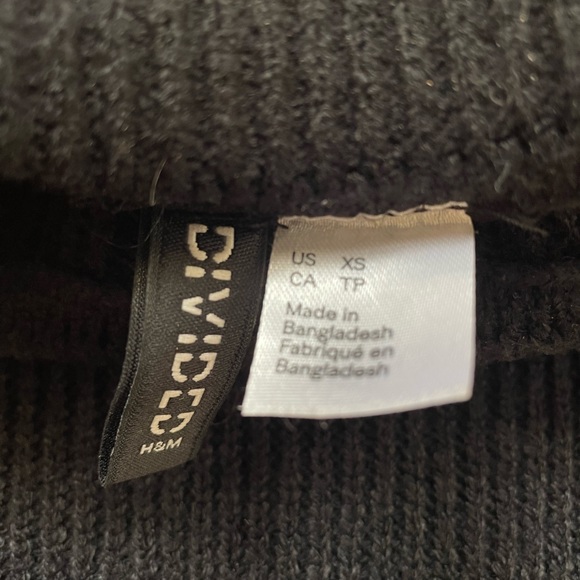 DIVIDED
H&M
US XS
CA TP
Made in
Bangladesh
Fabriqué en
Bangladesh